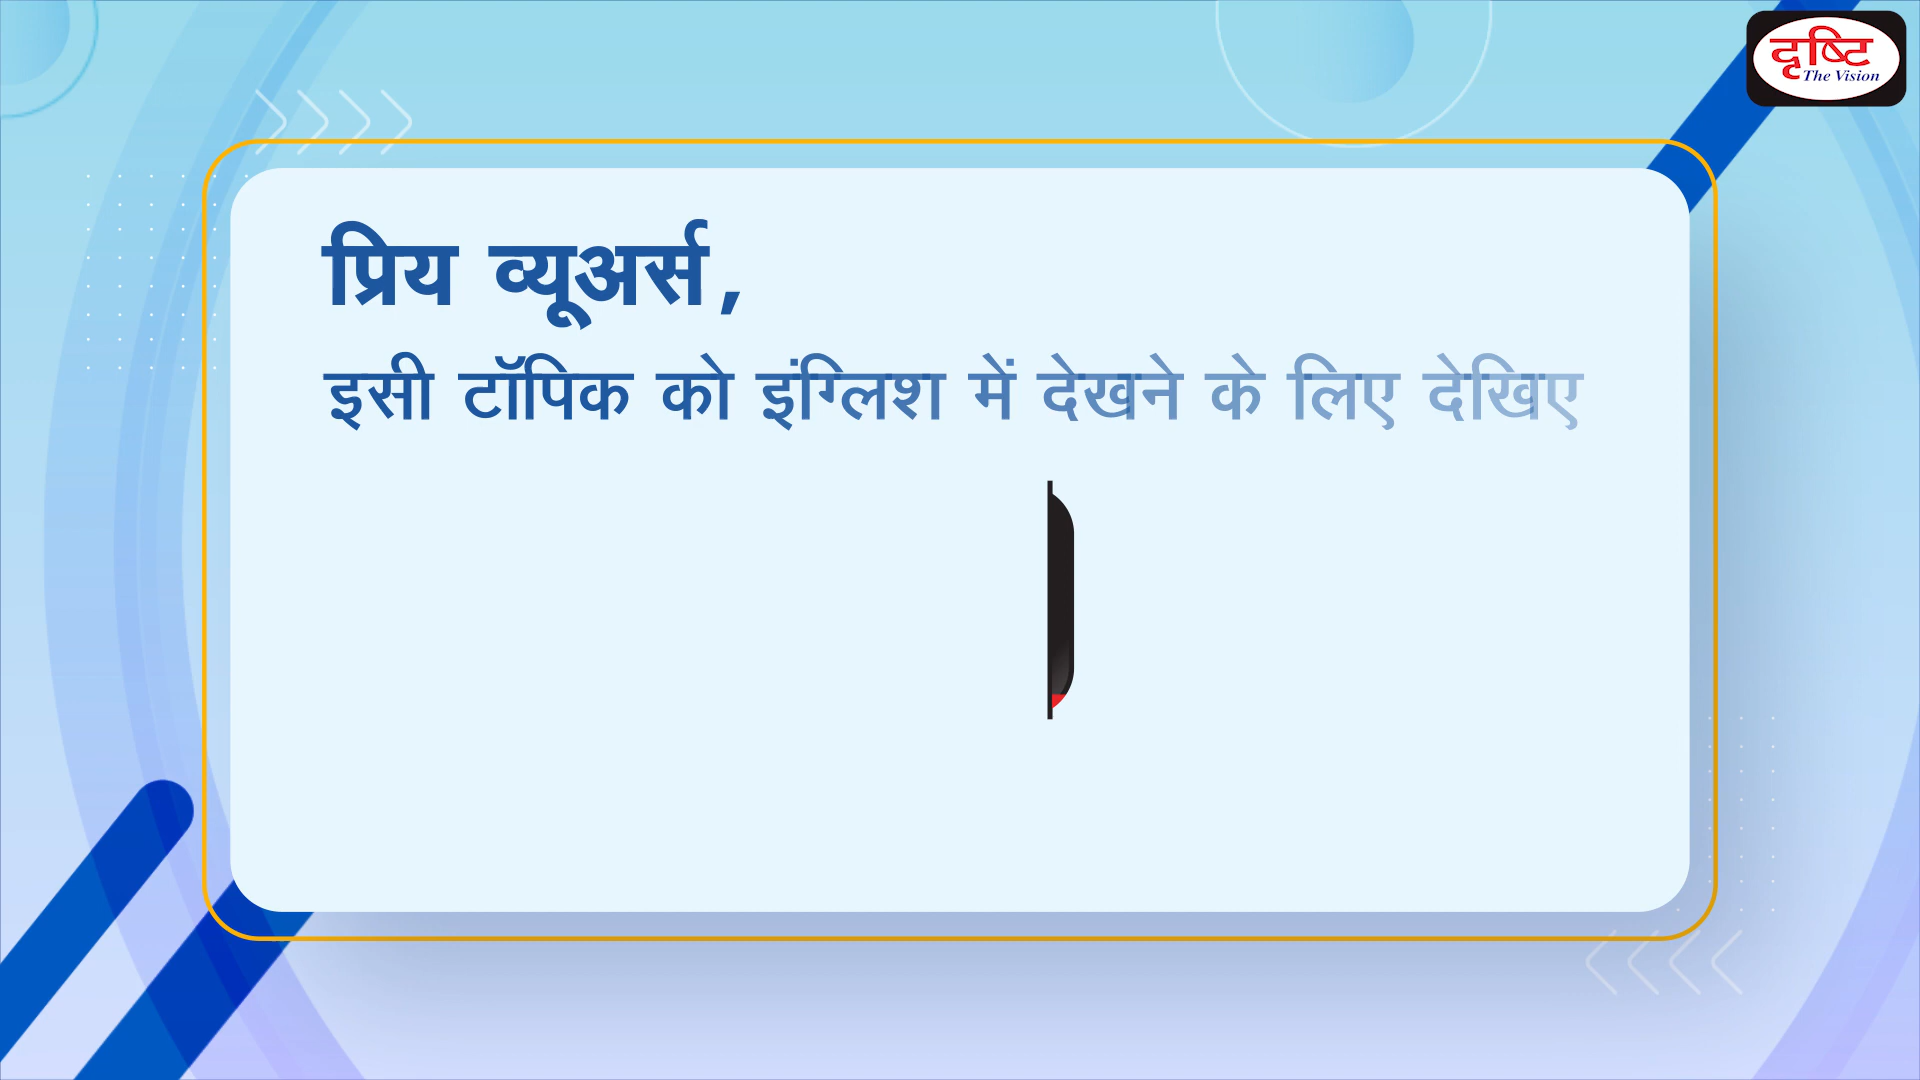 दृष्टि
The Vision
प्रिय व्यूअर्स,
इसी टॉपिक को इंग्लिश में देखने के लिए देखिए